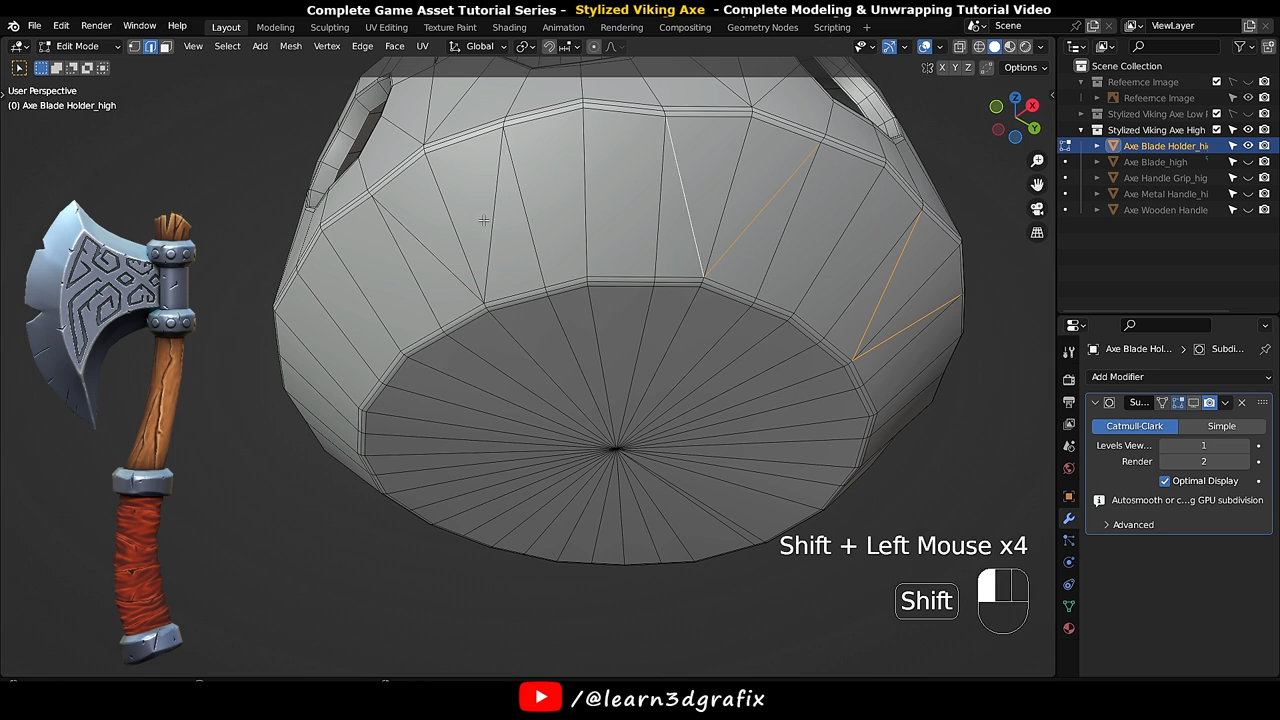 Complete Game Asset Tutorial Series - Stylized Viking Axe - Complete Modeling & Unwrapping Tutorial Video
File Edit Render Window Help Layout Modeling Sculpting UV Editing Texture Paint Shading Animation Rendering Compositing Geometry Nodes Scripting Scene ViewLayer
Edit Mode View Select Add Mesh Vertex Edge Face UV Global
X Y Z Options
Scene Collection
User Perspective
(0) Axe Blade Holder_high
Refeemce Image
Refeemce Image
Stylized Viking Axe Low
Stylized Viking Axe High
Axe Blade Holder_hi
Axe Blade_high
Axe Handle Grip_hig
Axe Metal Handle_hi
Axe Wooden Handle
Z
X
Y
Axe Blade Hol... Subdi...
Add Modifier
Su...
Catmull-Clark Simple
Levels View... 1
Render 2
Optimal Display
Autosmooth or c...g GPU subdivision
Advanced
Shift + Left Mouse x4
Shift
/@learn3dgrafix